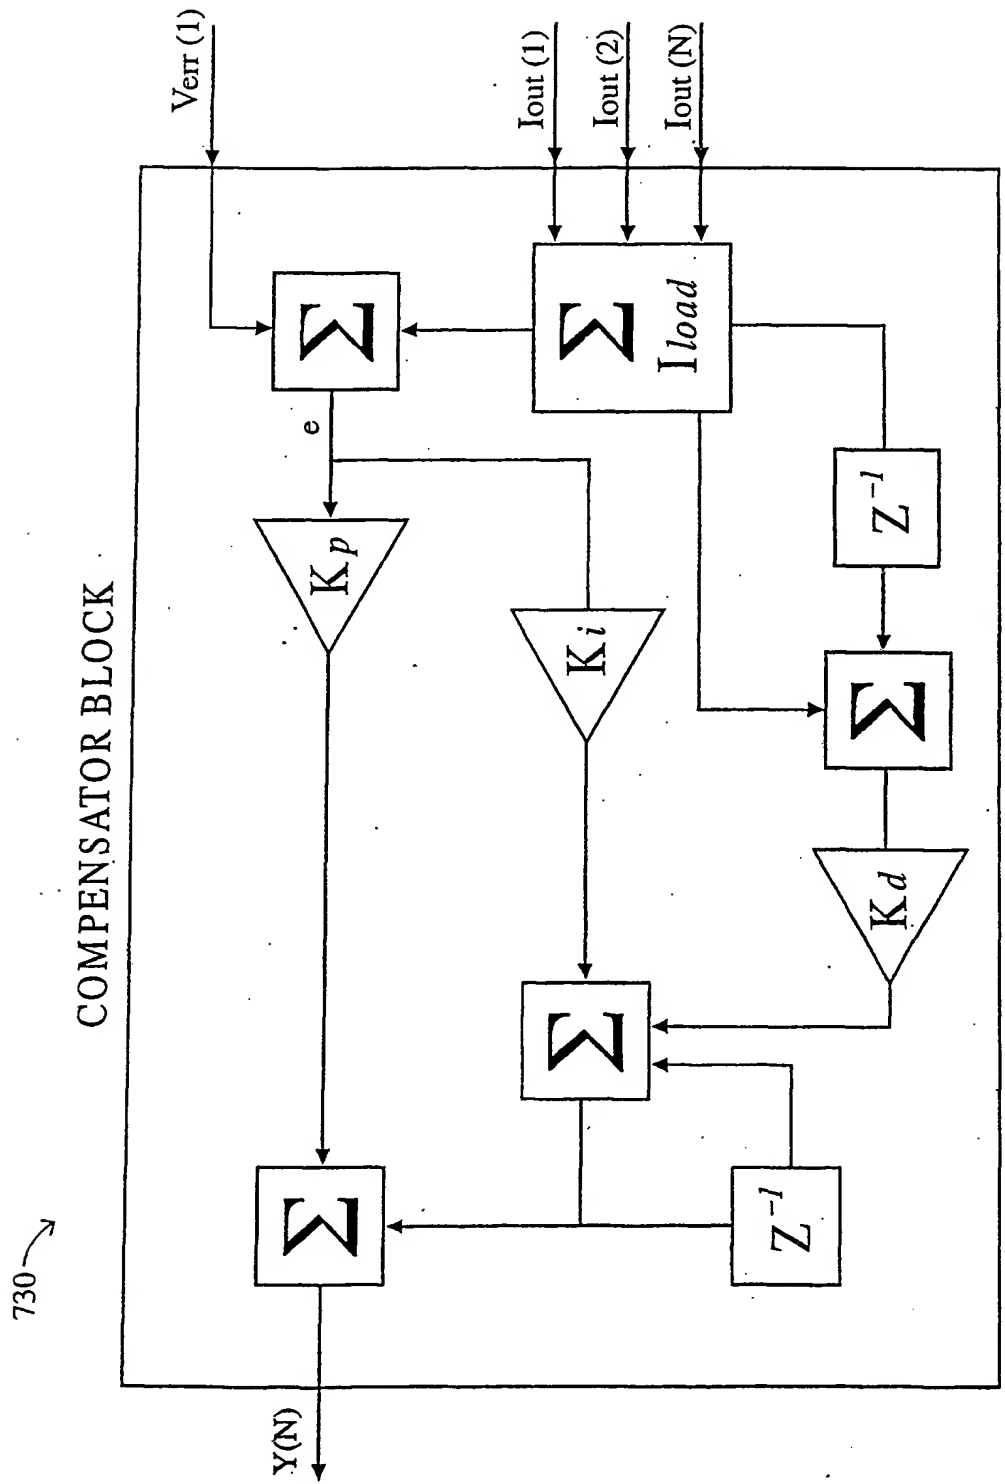 730
COMPENSATOR BLOCK
Verr (1)
Iout (1)
Iout (2)
Iout (N)
Σ
Σ
Iload
e
Kp
Ki
Z⁻¹
Σ
Kd
Σ
Z⁻¹
Σ
Y(N)